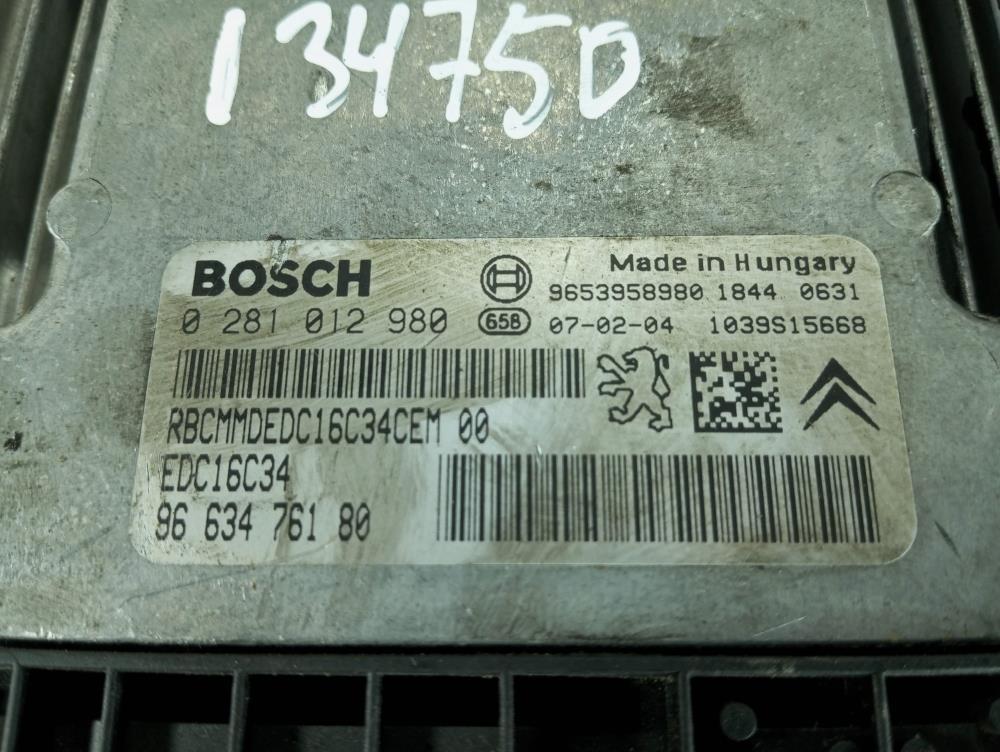 134750
BOSCH
Made in Hungary
9653958980 1844 0631
0 281 012 980 658 07-02-04 1039S15668
RBCMMDEDC16C34CEM 00
EDC16C34
96 634 761 80